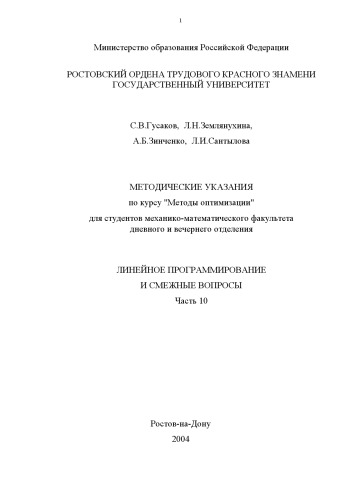 1
Министерство образования Российской Федерации
РОСТОВСКИЙ ОРДЕНА ТРУДОВОГО КРАСНОГО ЗНАМЕНИ
ГОСУДАРСТВЕННЫЙ УНИВЕРСИТЕТ
С.В.Гусаков, Л.Н.Землянухина,
А.Б.Зинченко, Л.И.Сантылова
МЕТОДИЧЕСКИЕ УКАЗАНИЯ
по курсу "Методы оптимизации"
для студентов механико-математического факультета
дневного и вечернего отделения
ЛИНЕЙНОЕ ПРОГРАММИРОВАНИЕ
И СМЕЖНЫЕ ВОПРОСЫ
Часть 10
Ростов-на-Дону
2004